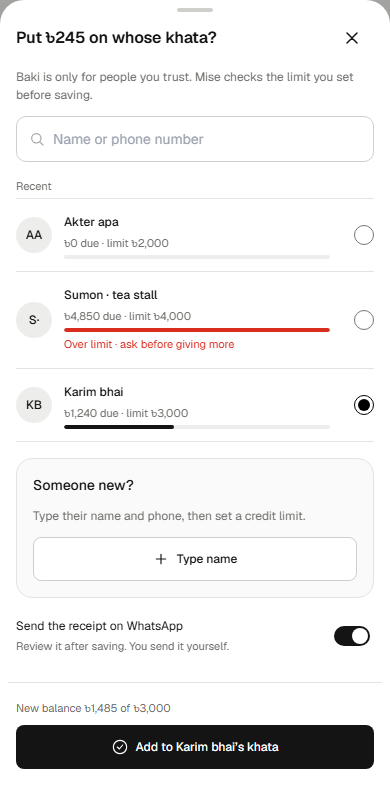 Put ৳245 on whose khata?
Baki is only for people you trust. Mise checks the limit you set
before saving.
Name or phone number
Recent
AA
Akter apa
৳0 due · limit ৳2,000
S·
Sumon · tea stall
৳4,850 due · limit ৳4,000
Over limit · ask before giving more
KB
Karim bhai
৳1,240 due · limit ৳3,000
Someone new?
Type their name and phone, then set a credit limit.
Type name
Send the receipt on WhatsApp
Review it after saving. You send it yourself.
New balance ৳1,485 of ৳3,000
Add to Karim bhai's khata